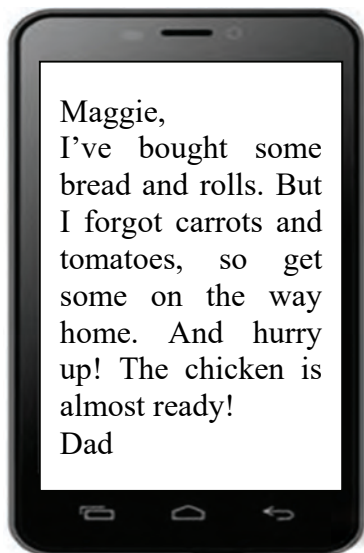 Maggie,
I’ve bought some
bread and rolls. But
I forgot carrots and
tomatoes, so get
some on the way
home. And hurry
up! The chicken is
almost ready!
Dad